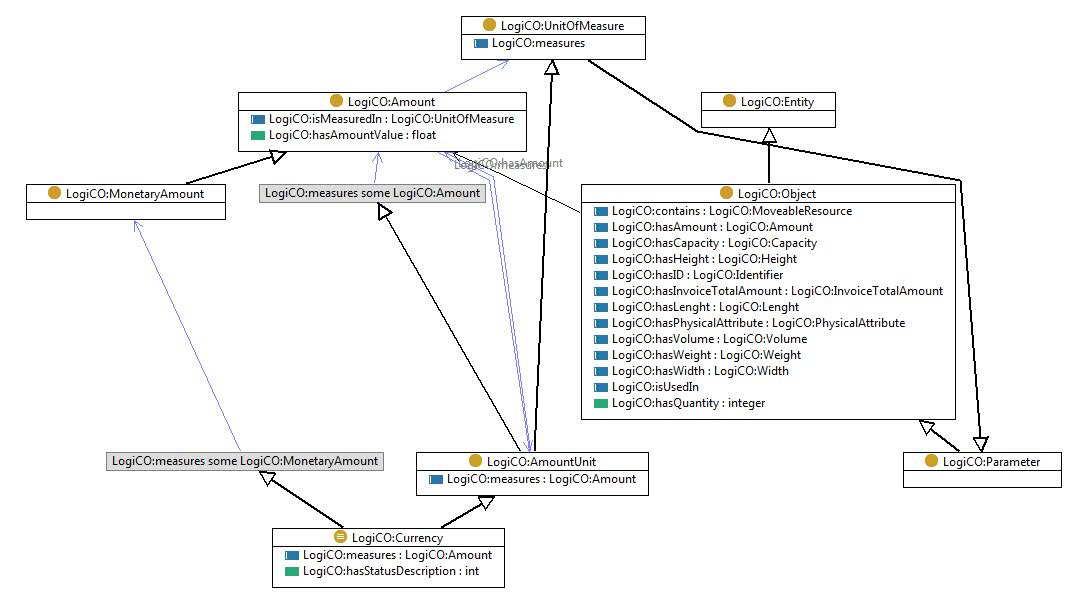 LogiCO:UnitOfMeasure
LogiCO:measures
LogiCO:Amount
LogiCO:isMeasuredIn : LogiCO:UnitOfMeasure
LogiCO:hasAmountValue : float
LogiCO:Entity
LogiCO:hasAmount
LogiCO:measures
LogiCO:MonetaryAmount
LogiCO:measures some LogiCO:Amount
LogiCO:Object
LogiCO:contains : LogiCO:MoveableResource
LogiCO:hasAmount : LogiCO:Amount
LogiCO:hasCapacity : LogiCO:Capacity
LogiCO:hasHeight : LogiCO:Height
LogiCO:hasID : LogiCO:Identifier
LogiCO:hasInvoiceTotalAmount : LogiCO:InvoiceTotalAmount
LogiCO:hasLenght : LogiCO:Lenght
LogiCO:hasPhysicalAttribute : LogiCO:PhysicalAttribute
LogiCO:hasVolume : LogiCO:Volume
LogiCO:hasWeight : LogiCO:Weight
LogiCO:hasWidth : LogiCO:Width
LogiCO:isUsedIn
LogiCO:hasQuantity : integer
LogiCO:measures some LogiCO:MonetaryAmount
LogiCO:AmountUnit
LogiCO:measures : LogiCO:Amount
LogiCO:Parameter
LogiCO:Currency
LogiCO:measures : LogiCO:Amount
LogiCO:hasStatusDescription : int